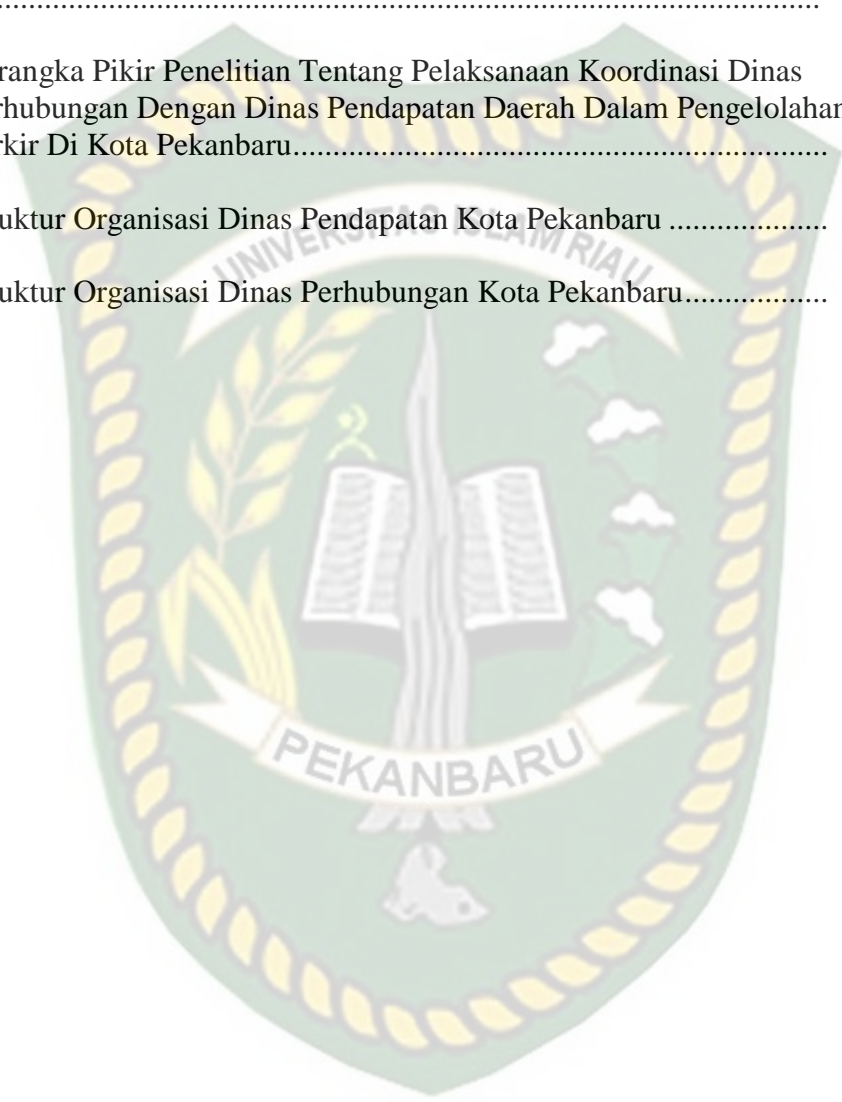 ..........................................................................................
rangka Pikir Penelitian Tentang Pelaksanaan Koordinasi Dinas
rhubungan Dengan Dinas Pendapatan Daerah Dalam Pengelolahan
rkir Di Kota Pekanbaru.........................................................
uktur Organisasi Dinas Pendapatan Kota Pekanbaru .................
uktur Organisasi Dinas Perhubungan Kota Pekanbaru................
UNIVERSITAS ISLAM RIAU
PEKANBARU